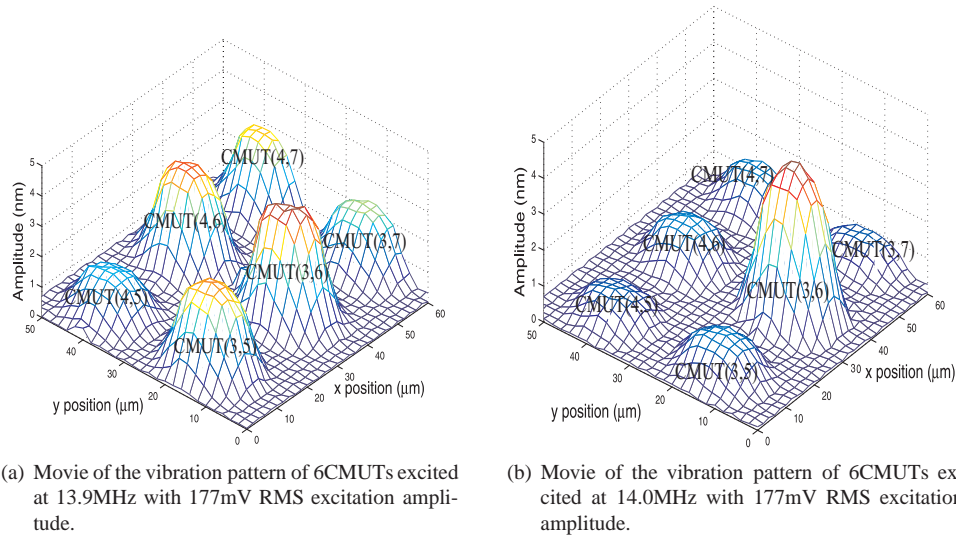 5
4
3
2
1
0
Amplitude (nm)
50
40
30
20
10
0
y position (μm)
0
10
20
30
40
50
60
x position (μm)
CMUT(4,7)
CMUT(4,6)
CMUT(3,7)
CMUT(3,6)
CMUT(4,5)
CMUT(3,5)
(a) Movie of the vibration pattern of 6CMUTs excited
at 13.9MHz with 177mV RMS excitation ampli-
tude.
5
4
3
2
1
0
Amplitude (nm)
50
40
30
20
10
0
y position (μm)
0
10
20
30
40
50
60
x position (μm)
CMUT(4,7)
CMUT(4,6)
CMUT(3,7)
CMUT(3,6)
CMUT(4,5)
CMUT(3,5)
(b) Movie of the vibration pattern of 6CMUTs ex-
cited at 14.0MHz with 177mV RMS excitation
amplitude.